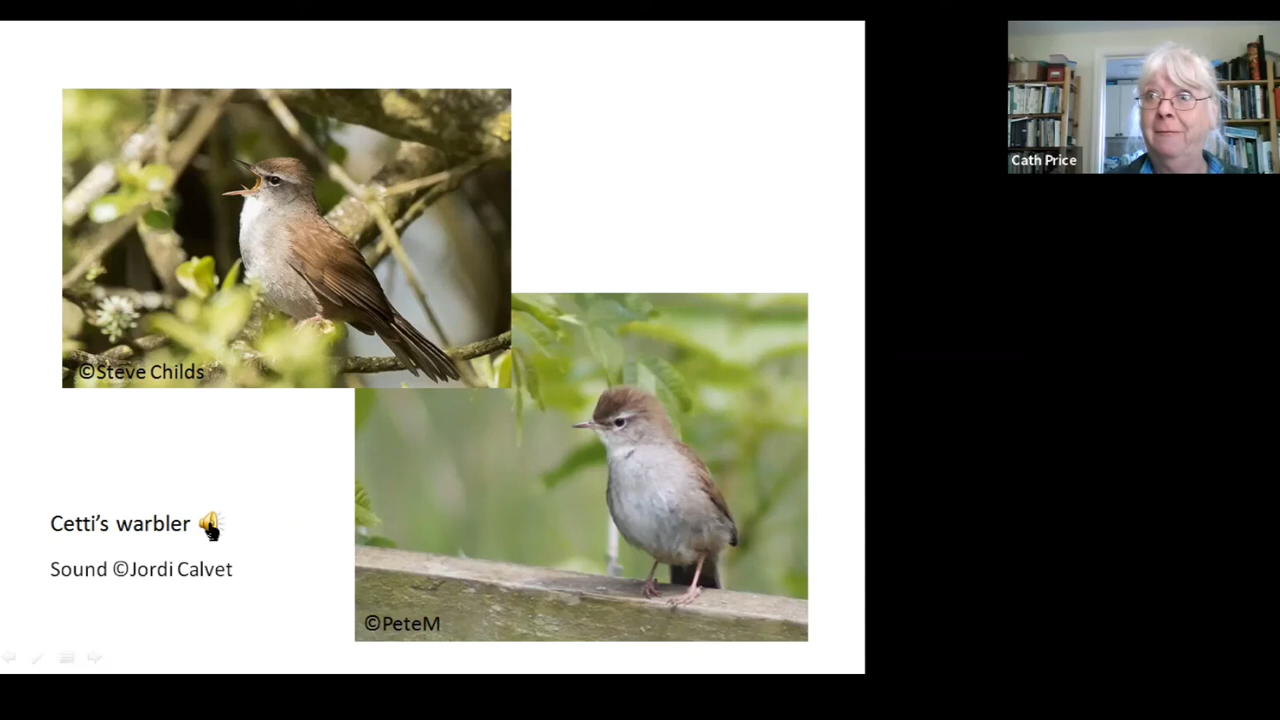 Cath Price
©Steve Childs
Cetti’s warbler
Sound ©Jordi Calvet
©PeteM